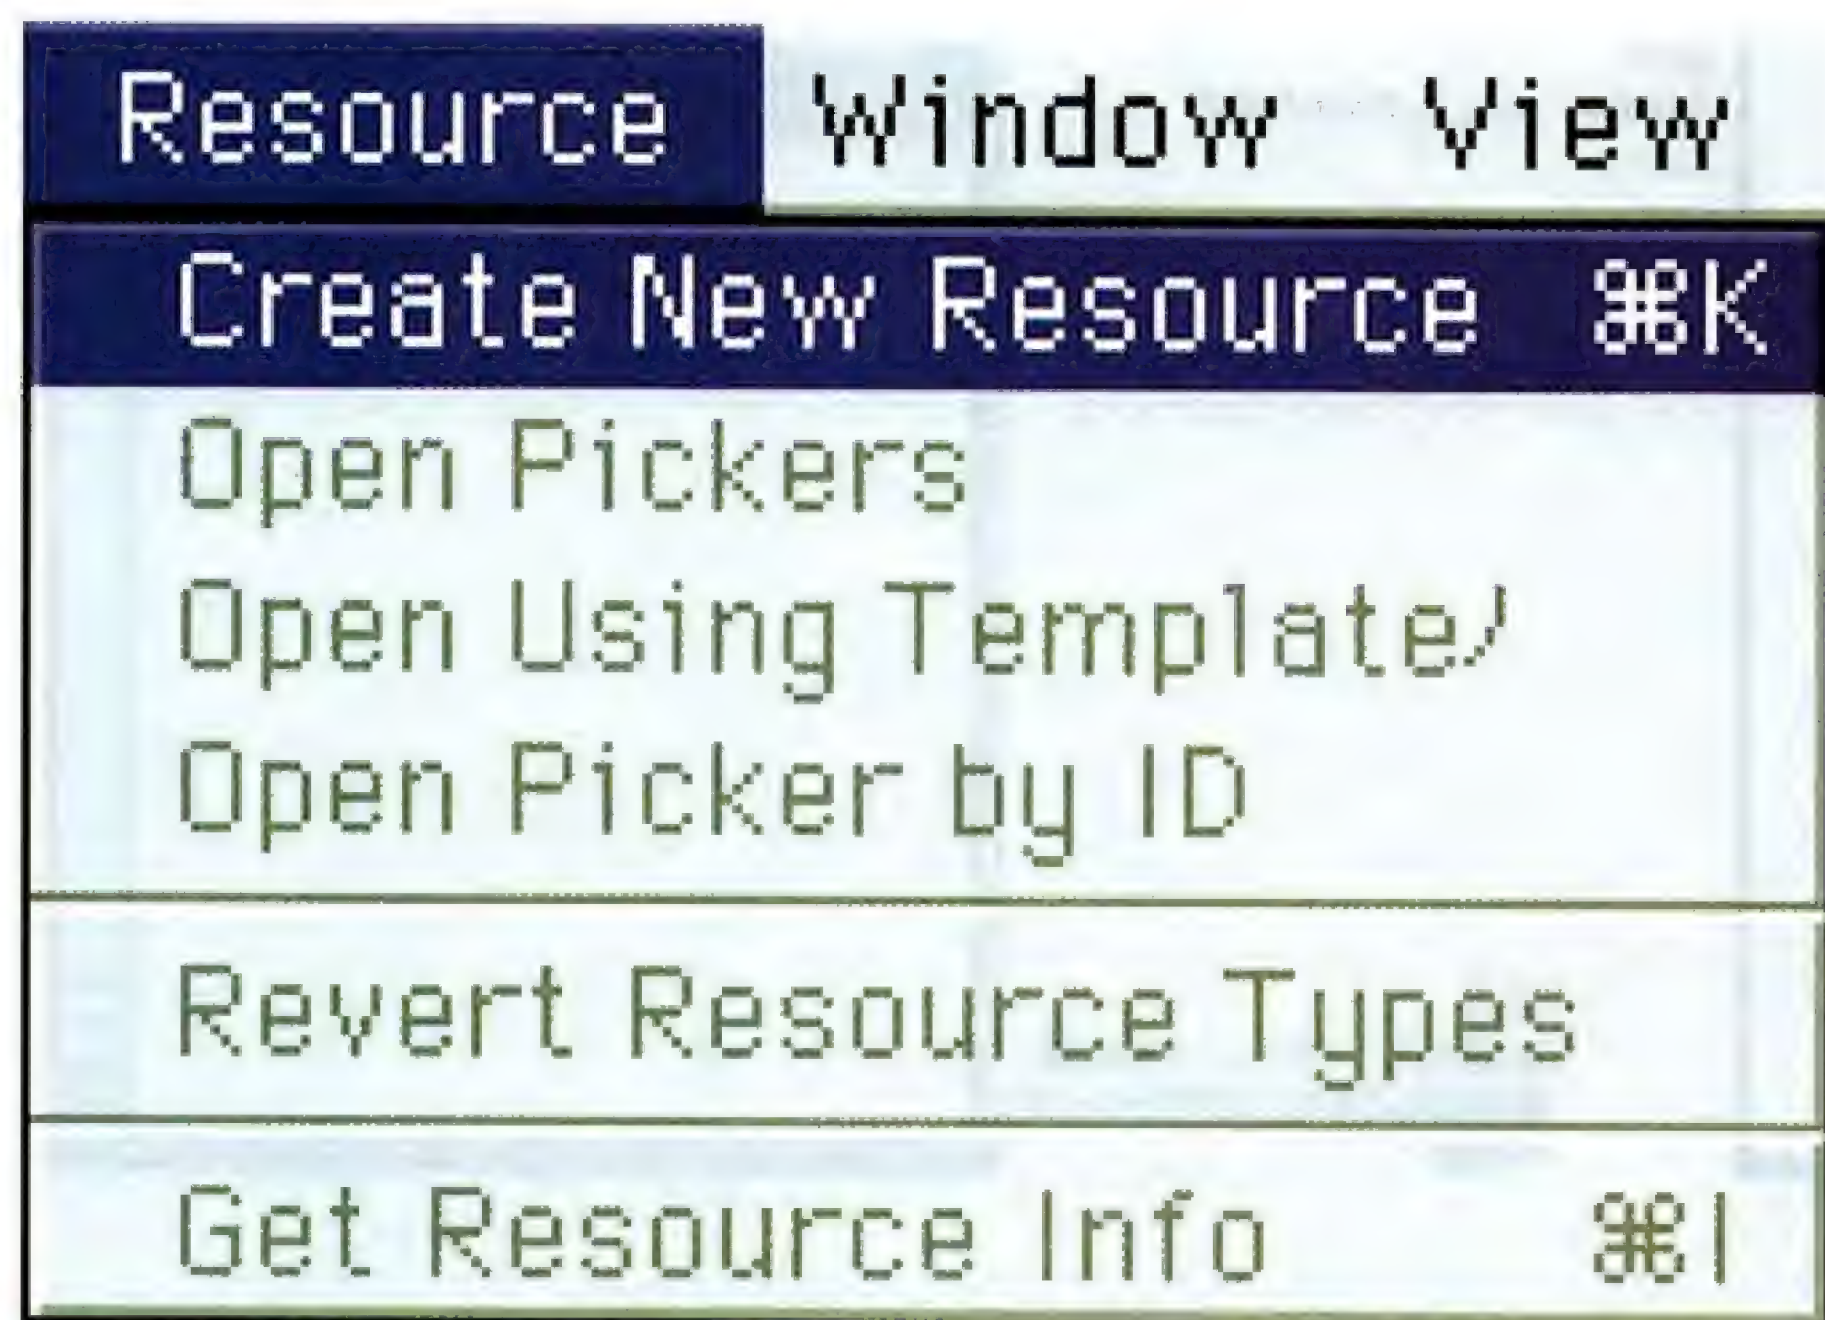 Resource Window View
Create New Resource ⌘K
Open Pickers
Open Using Template
Open Picker by ID
Revert Resource Types
Get Resource Info ⌘I